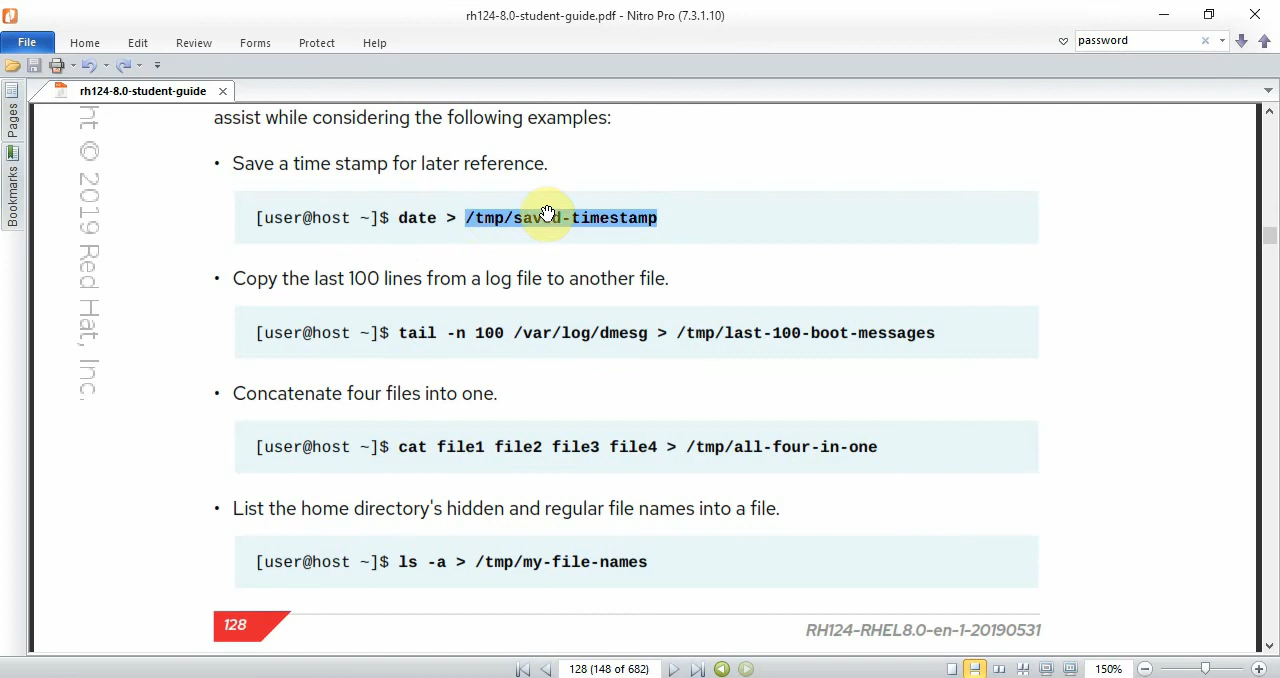 rh124-8.0-student-guide.pdf - Nitro Pro (7.3.1.10)
File Home Edit Review Forms Protect Help
password
rh124-8.0-student-guide
Pages
Bookmarks
ht © 2019 Red Hat, Inc.
assist while considering the following examples:
• Save a time stamp for later reference.
[user@host ~]$ date > /tmp/saved-timestamp
• Copy the last 100 lines from a log file to another file.
[user@host ~]$ tail -n 100 /var/log/dmesg > /tmp/last-100-boot-messages
• Concatenate four files into one.
[user@host ~]$ cat file1 file2 file3 file4 > /tmp/all-four-in-one
• List the home directory's hidden and regular file names into a file.
[user@host ~]$ ls -a > /tmp/my-file-names
128
RH124-RHEL8.0-en-1-20190531
128 (148 of 682)
150%